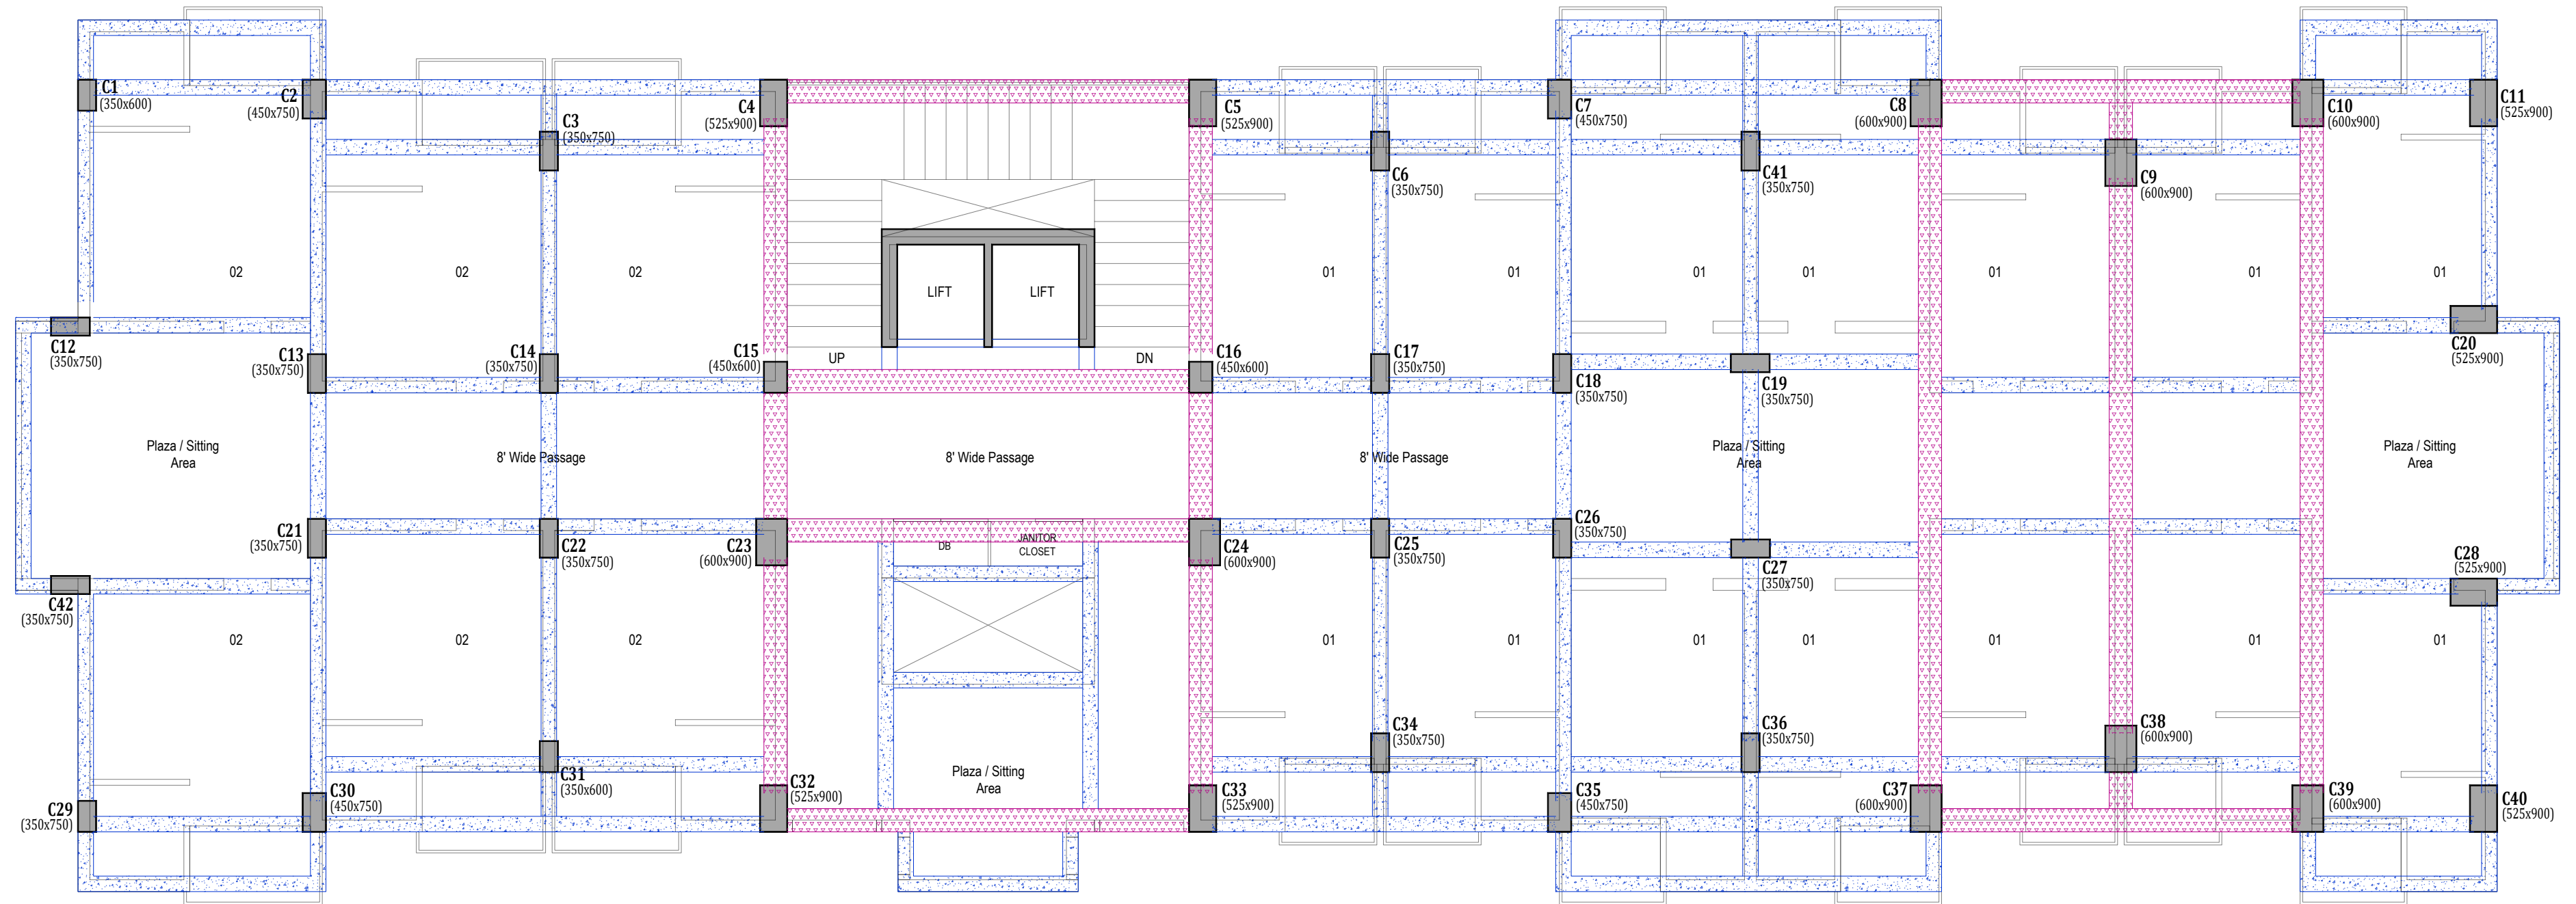 C1
(350x600)
C2
(450x750)
C3
(350x750)
C4
(525x900)
C5
(525x900)
C6
(350x750)
C7
(450x750)
C41
(350x750)
C8
(600x900)
C9
(600x900)
C10
(600x900)
C11
(525x900)
02
02
02
LIFT
LIFT
01
01
01
01
01
01
01
UP
DN
C12
(350x750)
C13
(350x750)
C14
(350x750)
C15
(450x600)
C16
(450x600)
C17
(350x750)
C18
(350x750)
C19
(350x750)
C20
(525x900)
Plaza / Sitting
Area
8' Wide Passage
8' Wide Passage
8' Wide Passage
Plaza / Sitting
Area
Plaza / Sitting
Area
C21
(350x750)
C22
(350x750)
C23
(600x900)
DB
JANITOR
CLOSET
C24
(600x900)
C25
(350x750)
C26
(350x750)
C27
(350x750)
C28
(525x900)
C42
(350x750)
02
02
02
01
01
01
01
01
01
01
C29
(350x750)
C30
(450x750)
C31
(350x600)
C32
(525x900)
Plaza / Sitting
Area
C33
(525x900)
C34
(350x750)
C35
(450x750)
C36
(350x750)
C37
(600x900)
C38
(600x900)
C39
(600x900)
C40
(525x900)